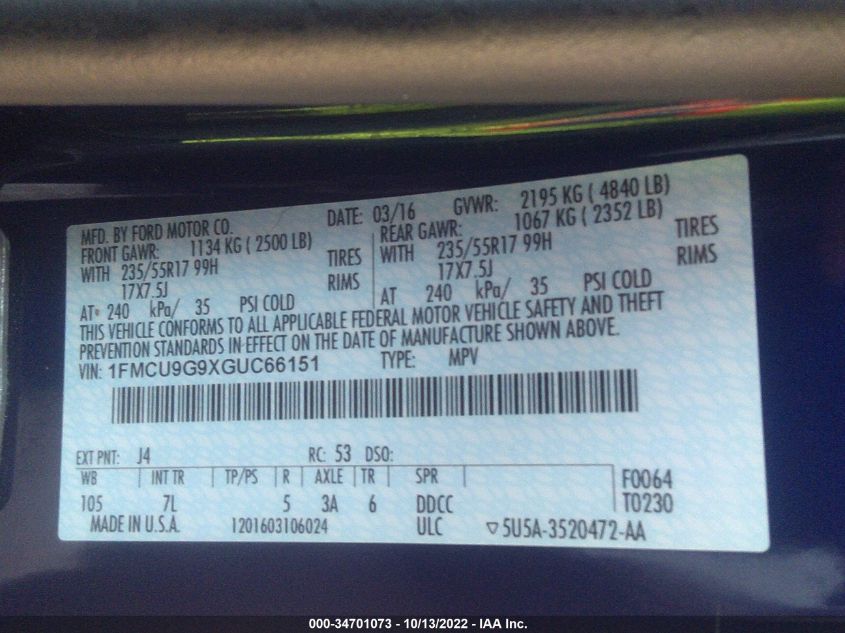 MFD. BY FORD MOTOR CO. DATE: 03/16 GVWR: 2195 KG ( 4840 LB)
FRONT GAWR: 1134 KG ( 2500 LB) REAR GAWR: 1067 KG ( 2352 LB)
WITH 235/55R17 99H TIRES WITH 235/55R17 99H TIRES
17X7.5J RIMS 17X7.5J RIMS
AT 240 kPa/ 35 PSI COLD AT 240 kPa/ 35 PSI COLD
THIS VEHICLE CONFORMS TO ALL APPLICABLE FEDERAL MOTOR VEHICLE SAFETY AND THEFT
PREVENTION STANDARDS IN EFFECT ON THE DATE OF MANUFACTURE SHOWN ABOVE.
VIN: 1FMCU9G9XGUC66151 TYPE: MPV
EXT PNT: J4 RC: 53 DSO:
WB INT TR TP/PS R AXLE TR SPR F0064
105 7L 5 3A 6 DDCC T0230
MADE IN U.S.A. 1201603106024 ULC ▽5U5A-3520472-AA
000-34701073 - 10/13/2022 - IAA Inc.